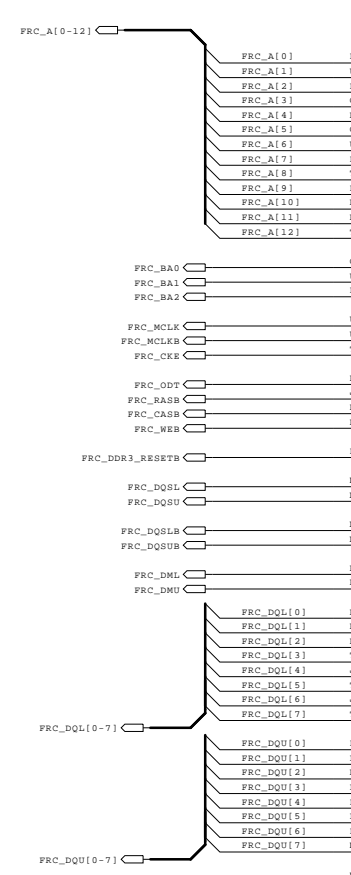 FRC_A[0-12]
FRC_A[0]
FRC_A[1]
FRC_A[2]
FRC_A[3]
FRC_A[4]
FRC_A[5]
FRC_A[6]
FRC_A[7]
FRC_A[8]
FRC_A[9]
FRC_A[10]
FRC_A[11]
FRC_A[12]
FRC_BA0
FRC_BA1
FRC_BA2
FRC_MCLK
FRC_MCLKB
FRC_CKE
FRC_ODT
FRC_RASB
FRC_CASB
FRC_WEB
FRC_DDR3_RESETB
FRC_DQSL
FRC_DQSU
FRC_DQSLB
FRC_DQSUB
FRC_DML
FRC_DMU
FRC_DQL[0]
FRC_DQL[1]
FRC_DQL[2]
FRC_DQL[3]
FRC_DQL[4]
FRC_DQL[5]
FRC_DQL[6]
FRC_DQL[7]
FRC_DQL[0-7]
FRC_DQU[0]
FRC_DQU[1]
FRC_DQU[2]
FRC_DQU[3]
FRC_DQU[4]
FRC_DQU[5]
FRC_DQU[6]
FRC_DQU[7]
FRC_DQU[0-7]